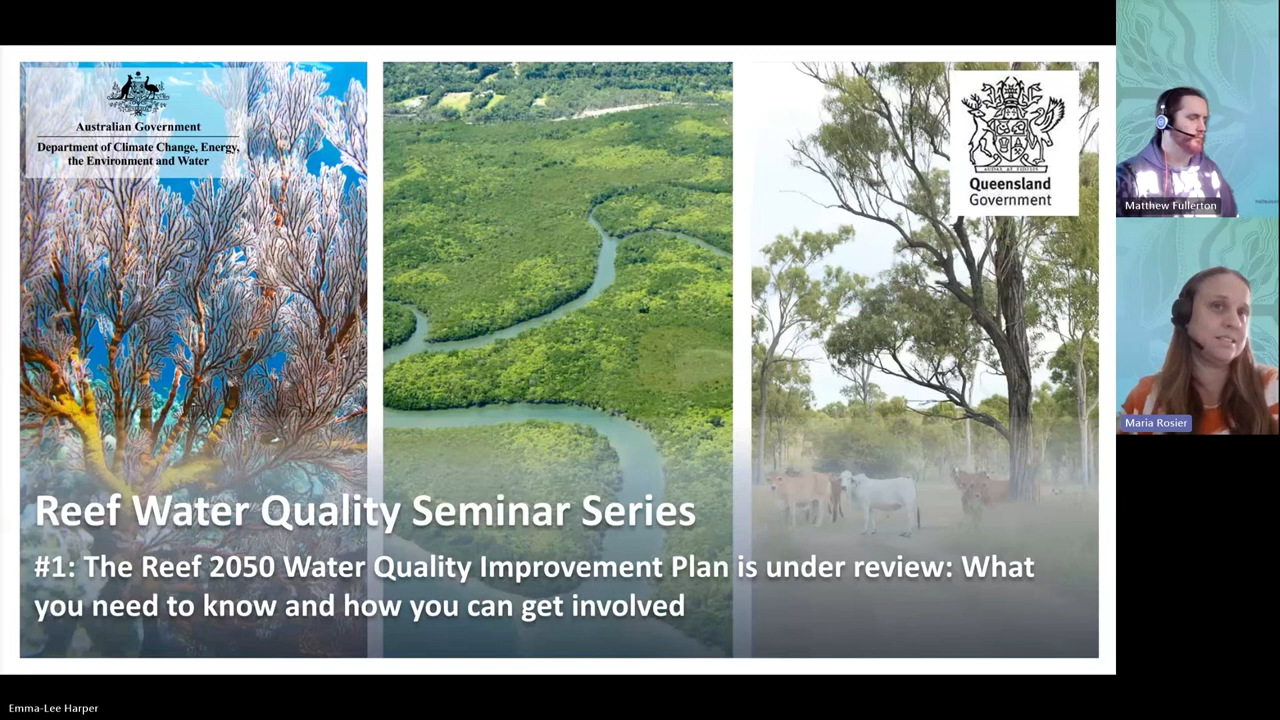 Australian Government
Department of Climate Change, Energy,
the Environment and Water
Queensland
Government
Reef Water Quality Seminar Series
#1: The Reef 2050 Water Quality Improvement Plan is under review: What
you need to know and how you can get involved
Matthew Fullerton
Maria Rosier
Emma-Lee Harper